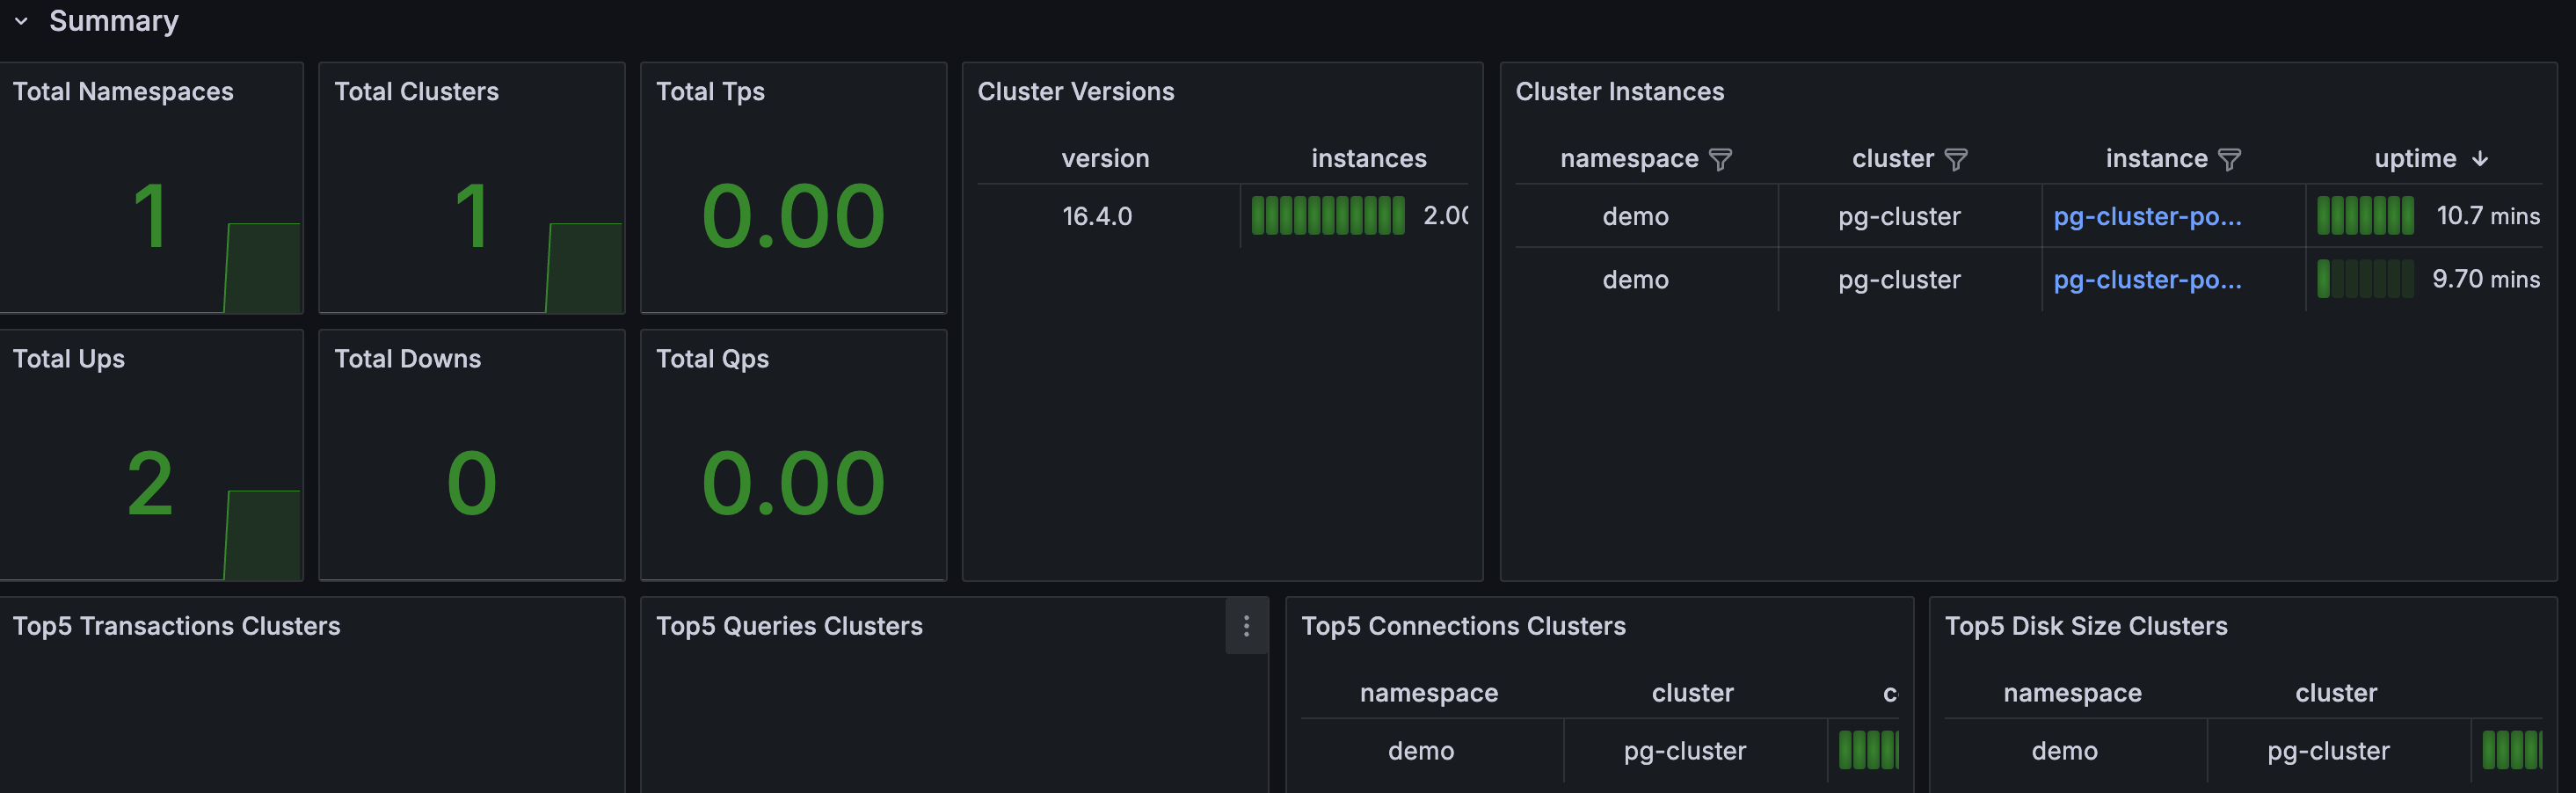 Summary
Total Namespaces
1
Total Clusters
1
Total Tps
0.00
Cluster Versions
version instances
16.4.0 2.00
Cluster Instances
namespace cluster instance uptime
demo pg-cluster pg-cluster-po... 10.7 mins
demo pg-cluster pg-cluster-po... 9.70 mins
Total Ups
2
Total Downs
0
Total Qps
0.00
Top5 Transactions Clusters
Top5 Queries Clusters
Top5 Connections Clusters
namespace cluster
demo pg-cluster
Top5 Disk Size Clusters
namespace cluster
demo pg-cluster